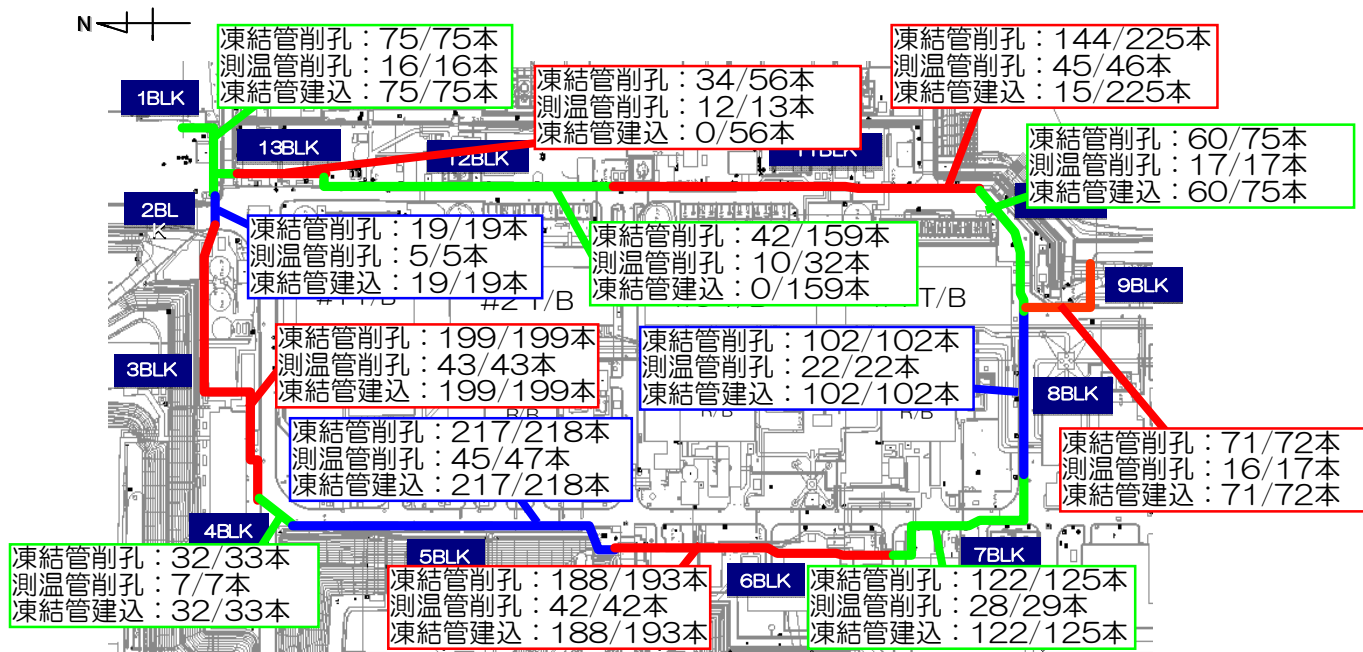 N
凍結管削孔：75/75本
測温管削孔：16/16本
凍結管建込：75/75本
凍結管削孔：34/56本
測温管削孔：12/13本
凍結管建込：0/56本
凍結管削孔：144/225本
測温管削孔：45/46本
凍結管建込：15/225本
1BLK
13BLK
12BLK
11BLK
凍結管削孔：60/75本
測温管削孔：17/17本
凍結管建込：60/75本
2BL
K
凍結管削孔：19/19本
測温管削孔：5/5本
凍結管建込：19/19本
凍結管削孔：42/159本
測温管削孔：10/32本
凍結管建込：0/159本
#1 T/B
#2 T/B
T/B
9BLK
3BLK
凍結管削孔：199/199本
測温管削孔：43/43本
凍結管建込：199/199本
凍結管削孔：102/102本
測温管削孔：22/22本
凍結管建込：102/102本
8BLK
R/B
R/B
R/B
凍結管削孔：217/218本
測温管削孔：45/47本
凍結管建込：217/218本
凍結管削孔：71/72本
測温管削孔：16/17本
凍結管建込：71/72本
4BLK
5BLK
6BLK
7BLK
凍結管削孔：32/33本
測温管削孔：7/7本
凍結管建込：32/33本
凍結管削孔：188/193本
測温管削孔：42/42本
凍結管建込：188/193本
凍結管削孔：122/125本
測温管削孔：28/29本
凍結管建込：122/125本